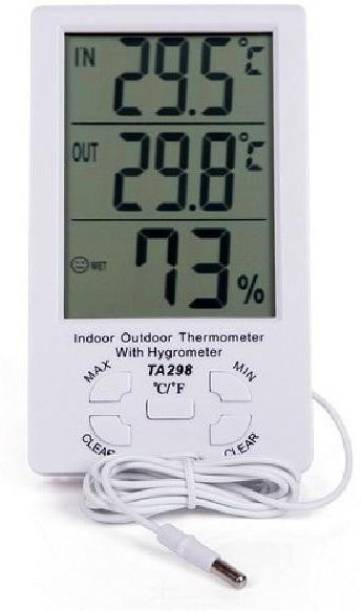 IN 29.5 °C
OUT 29.8 °C
WET 73 %
Indoor Outdoor Thermometer
With Hygrometer
MAX TA298 MIN
°C/°F
CLEAR CLEAR